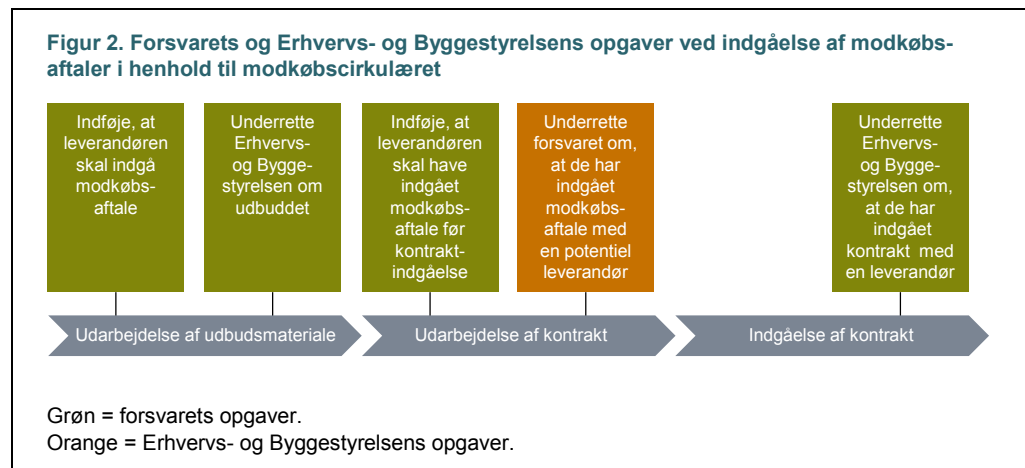 Figur 2. Forsvarets og Erhvervs- og Byggestyrelsens opgaver ved indgåelse af modkøbs-
aftaler i henhold til modkøbscirkulæret
Indføje, at
leverandøren
skal indgå
modkøbs-
aftale
Underrette
Erhvervs-
og Bygge-
styrelsen om
udbuddet
Indføje, at
leverandøren
skal have
indgået
modkøbs-
aftale før
kontrakt-
indgåelse
Underrette
forsvaret om,
at de har
indgået
modkøbs-
aftale med
en potentiel
leverandør
Underrette
Erhvervs-
og Bygge-
styrelsen om,
at de har
indgået
kontrakt med
en leverandør
Udarbejdelse af udbudsmateriale
Udarbejdelse af kontrakt
Indgåelse af kontrakt
Grøn = forsvarets opgaver.
Orange = Erhvervs- og Byggestyrelsens opgaver.